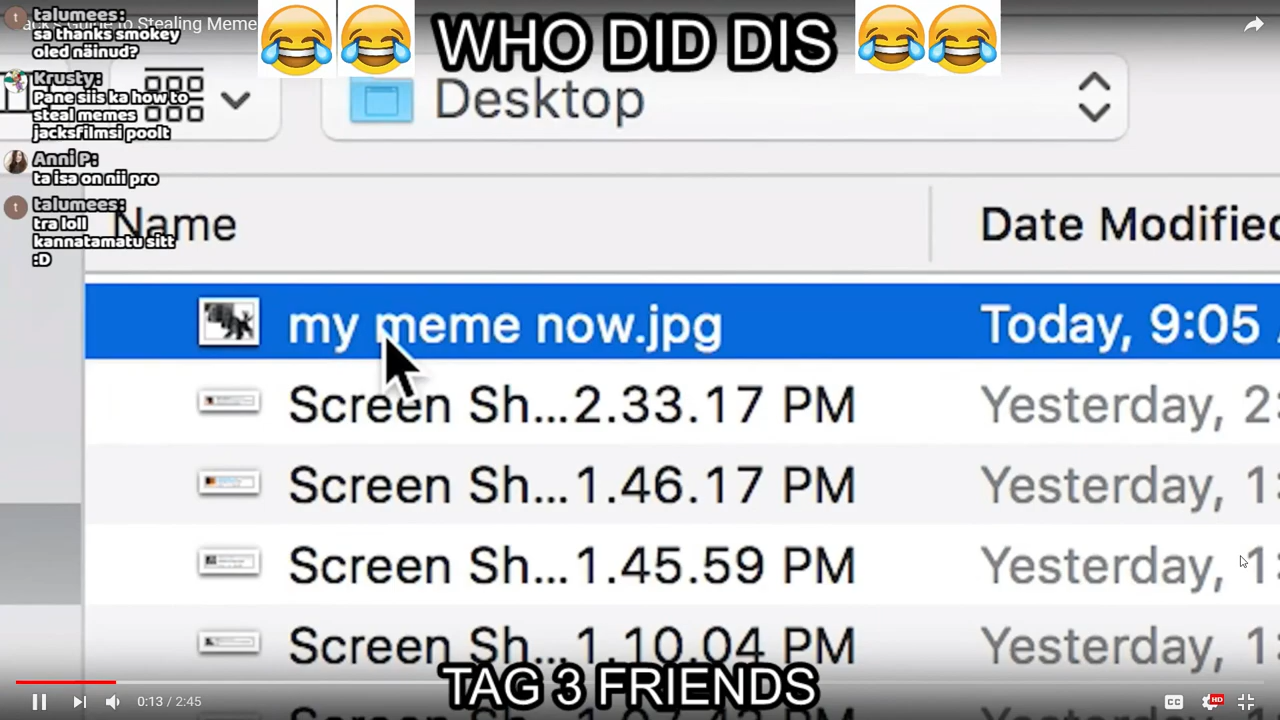 talumees:
sa thanks smokey
oled näinud?
Krusty:
Pane siis ka how to
steal memes
jacksfilmsi poolt
Anni P:
ta isa on nii pro
talumees:
tra loll
kannatamatu sitt
:D
to Stealing Meme
WHO DID DIS
Desktop
Name
Date Modified
my meme now.jpg
Today, 9:05
Screen Sh...2.33.17 PM
Yesterday, 2:
Screen Sh...1.46.17 PM
Yesterday, 1
Screen Sh...1.45.59 PM
Yesterday, 1
Screen Sh...1.10.04 PM
Yesterday, 1
TAG 3 FRIENDS
0:13 / 2:45
CC
HD